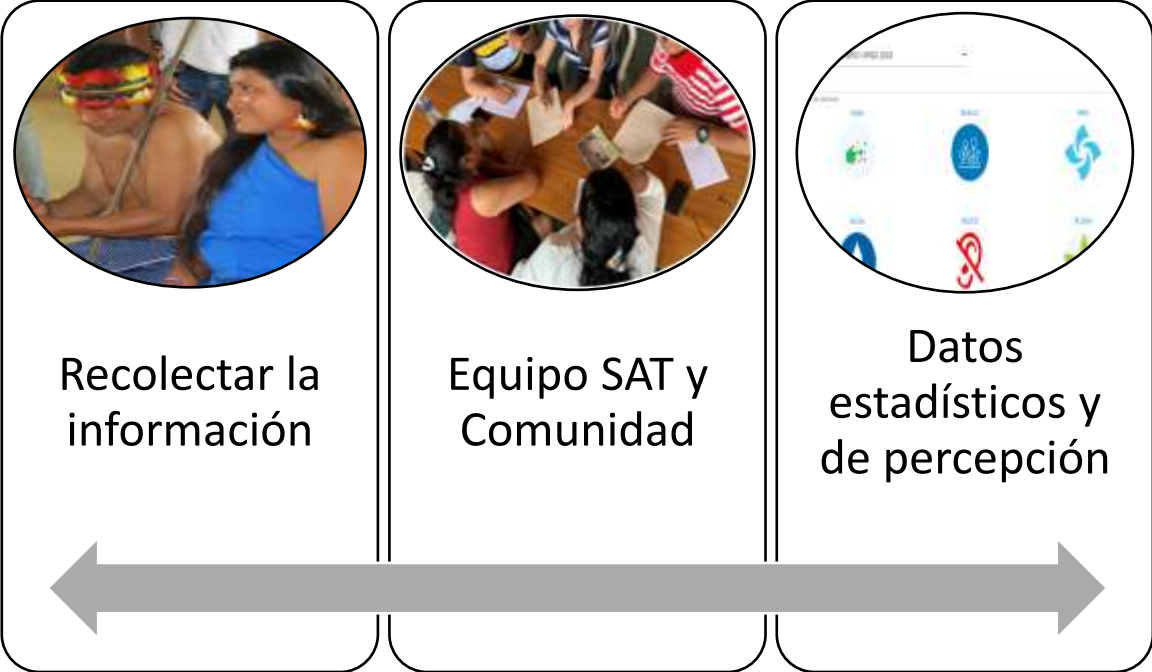 Recolectar la
información
Equipo SAT y
Comunidad
Datos
estadísticos y
de percepción